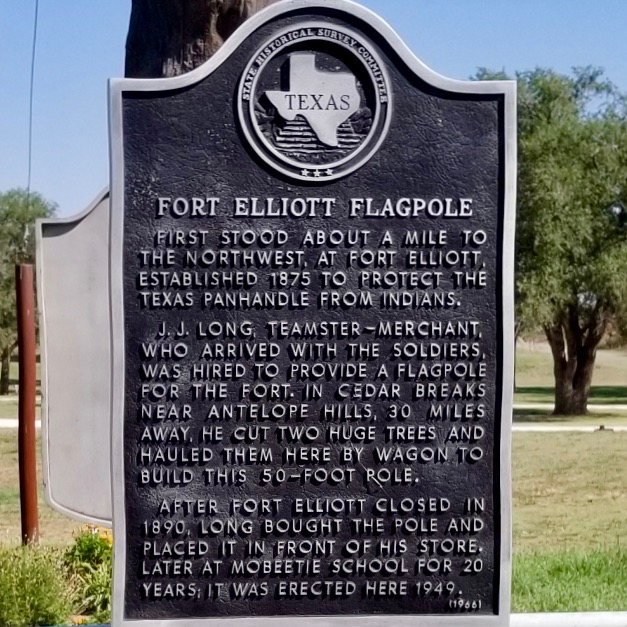 STATE HISTORICAL SURVEY COMMITTEE
TEXAS
FORT ELLIOTT FLAGPOLE
FIRST STOOD ABOUT A MILE TO
THE NORTHWEST, AT FORT ELLIOTT,
ESTABLISHED 1875 TO PROTECT THE
TEXAS PANHANDLE FROM INDIANS.
J. J. LONG, TEAMSTER-MERCHANT,
WHO ARRIVED WITH THE SOLDIERS,
WAS HIRED TO PROVIDE A FLAGPOLE
FOR THE FORT. IN CEDAR BREAKS
NEAR ANTELOPE HILLS, 30 MILES
AWAY, HE CUT TWO HUGE TREES AND
HAULED THEM HERE BY WAGON TO
BUILD THIS 50-FOOT POLE.
AFTER FORT ELLIOTT CLOSED IN
1890, LONG BOUGHT THE POLE AND
PLACED IT IN FRONT OF HIS STORE.
LATER AT MOBEETIE SCHOOL FOR 20
YEARS; IT WAS ERECTED HERE 1949.
(1966)